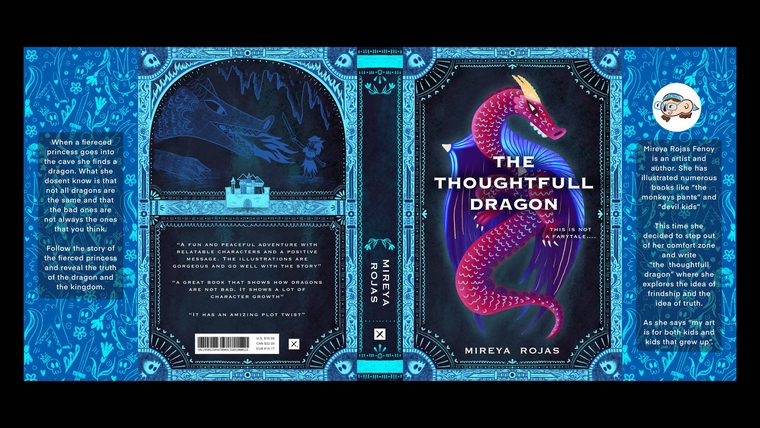 When a fiereced
princess goes into
the cave she finds a
dragon. What she
dosent know is that
not all dragons are
the same and that
the bad ones are
not always the ones
that you think.
Follow the story of
the fierced princess
and reveal the truth
of the dragon and
the kingdom.
"A FUN AND PEACEFUL ADVENTURE WITH
RELATABLE CHARACTERS AND A POSITIVE
MESSAGE. THE ILLUSTRATIONS ARE
GORGEOUS AND GO WELL WITH THE STORY"
"A GREAT BOOK THAT SHOWS HOW DRAGONS
ARE NOT BAD. IT SHOWS A LOT OF
CHARACTER GROWTH"
"IT HAS AN AMIZING PLOT TWIST"
MIREYA
ROJAS
THE
THOUGHTFULL
DRAGON
THIS IS NOT
A FARYTALE....
MIREYA ROJAS
Mireya Rojas Fenoy
is an artist and
author. She has
illustrated numerous
books like "the
monkeys pants" and
"devil kids"
This time she
decided to step out
of her comfort zone
and write
"the thoughtfull
dragon" where she
explores the idea of
frindship and the
idea of truth.
As she says "my art
is for both kids and
kids that grew up".